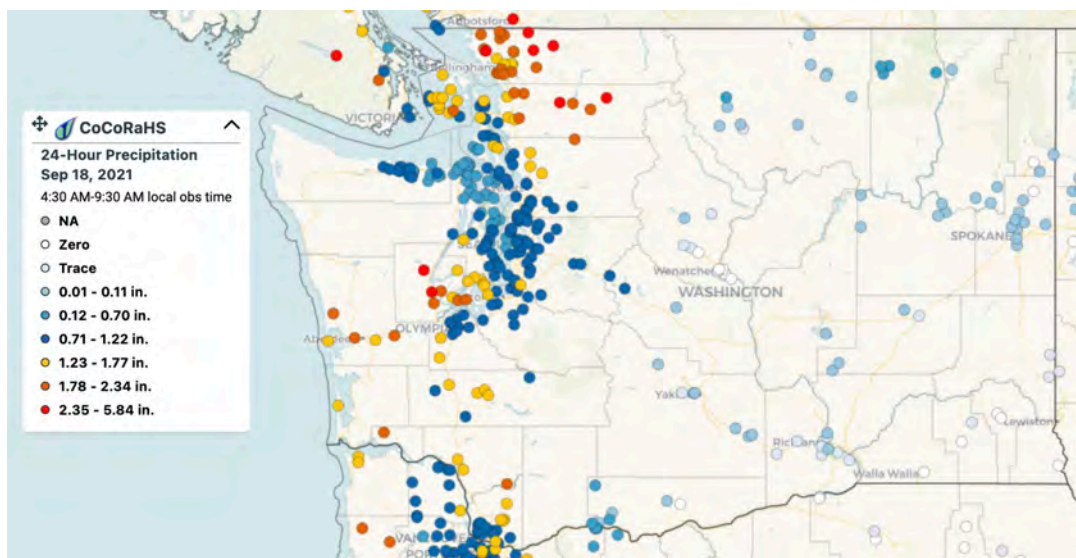 Abbotsford
Bellingham
VICTORIA
CoCoRaHS
24-Hour Precipitation
Sep 18, 2021
4:30 AM-9:30 AM local obs time
NA
Zero
Trace
0.01 - 0.11 in.
0.12 - 0.70 in.
0.71 - 1.22 in.
1.23 - 1.77 in.
1.78 - 2.34 in.
2.35 - 5.84 in.
SPOKANE
Wenatchee
WASHINGTON
OLYMPIA
Aberdeen
Lewiston
Walla Walla